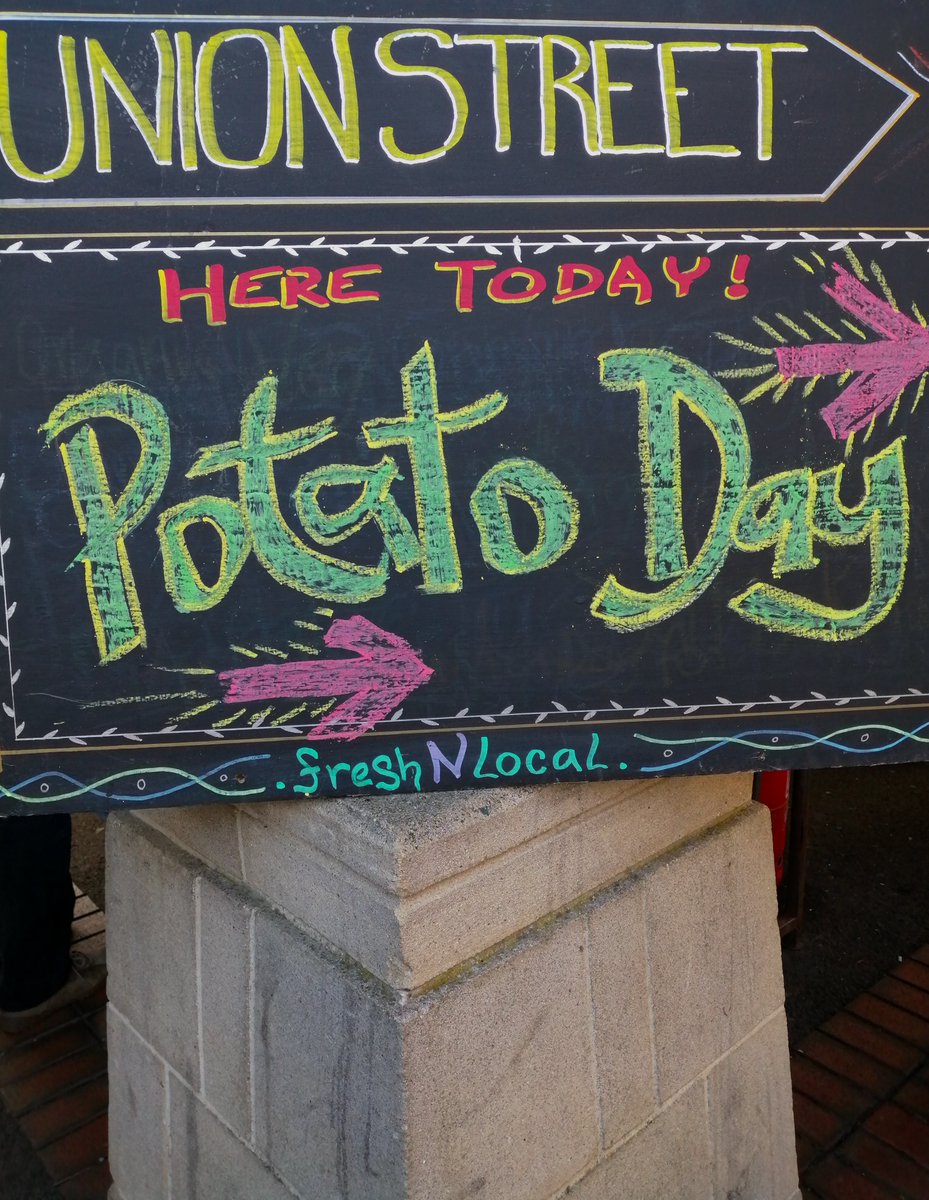 UNION STREET
HERE TODAY!
Potato Day
.freshNLocal.